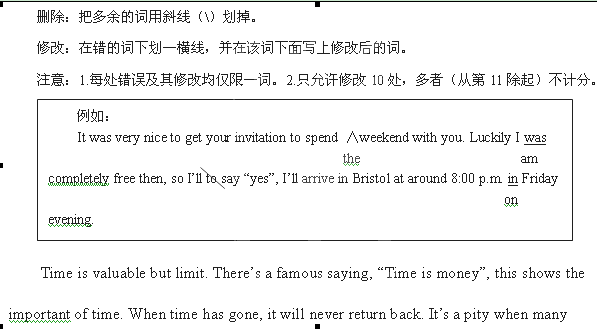 删除：把多余的词用斜线（\）划掉。
修改：在错的词下划一横线，并在该词下面写上修改后的词。
注意：1.每处错误及其修改均仅限一词。2.只允许修改 10 处，多者（从第 11 除起）不计分。
例如：
It was very nice to get your invitation to spend ∧weekend with you. Luckily I was
the am
completely free then, so I’ll to say “yes”, I’ll arrive in Bristol at around 8:00 p.m. in Friday
on
evening.
Time is valuable but limit. There’s a famous saying, “Time is money”, this shows the
important of time. When time has gone, it will never return back. It’s a pity when many